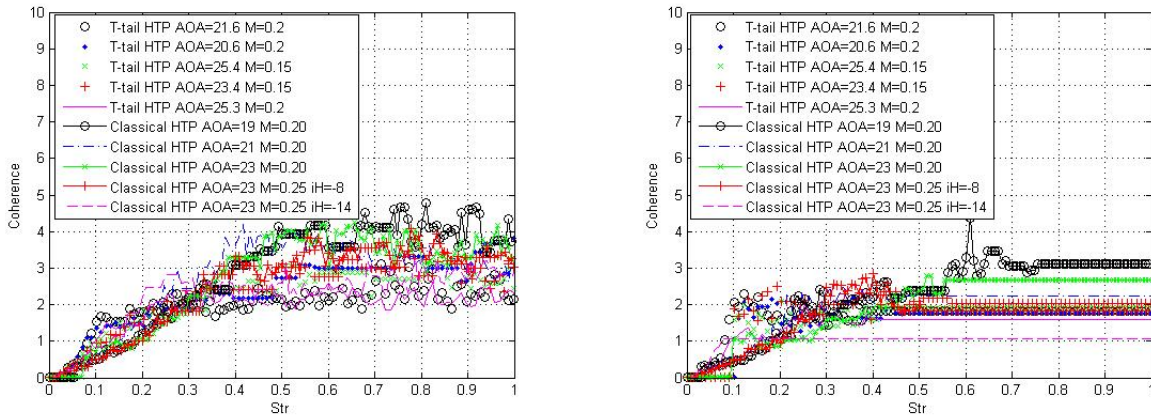 10
9
8
7
6
5
4
3
2
1
0
Coherence
T-tail HTP AOA=21.6 M=0.2
T-tail HTP AOA=20.6 M=0.2
T-tail HTP AOA=25.4 M=0.15
T-tail HTP AOA=23.4 M=0.15
T-tail HTP AOA=25.3 M=0.2
Classical HTP AOA=19 M=0.20
Classical HTP AOA=21 M=0.20
Classical HTP AOA=23 M=0.20
Classical HTP AOA=23 M=0.25 iH=-8
Classical HTP AOA=23 M=0.25 iH=-14
0 0.1 0.2 0.3 0.4 0.5 0.6 0.7 0.8 0.9 1
Str
10
9
8
7
6
5
4
3
2
1
0
Coherence
T-tail HTP AOA=21.6 M=0.2
T-tail HTP AOA=20.6 M=0.2
T-tail HTP AOA=25.4 M=0.15
T-tail HTP AOA=23.4 M=0.15
T-tail HTP AOA=25.3 M=0.2
Classical HTP AOA=19 M=0.20
Classical HTP AOA=21 M=0.20
Classical HTP AOA=23 M=0.20
Classical HTP AOA=23 M=0.25 iH=-8
Classical HTP AOA=23 M=0.25 iH=-14
0 0.1 0.2 0.3 0.4 0.5 0.6 0.7 0.8 0.9 1
Str